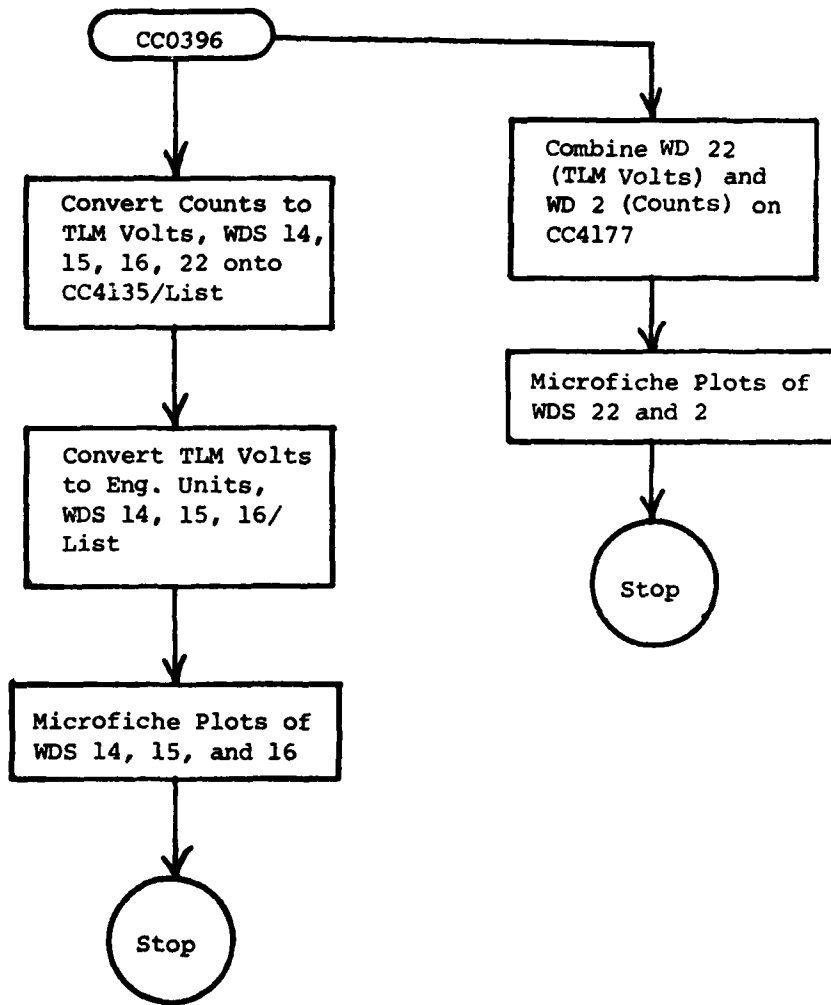 CC0396
Convert Counts to
TLM Volts, WDS 14,
15, 16, 22 onto
CC4135/List
Convert TLM Volts
to Eng. Units,
WDS 14, 15, 16/
List
Microfiche Plots of
WDS 14, 15, and 16
Stop
Combine WD 22
(TLM Volts) and
WD 2 (Counts) on
CC4177
Microfiche Plots of
WDS 22 and 2
Stop